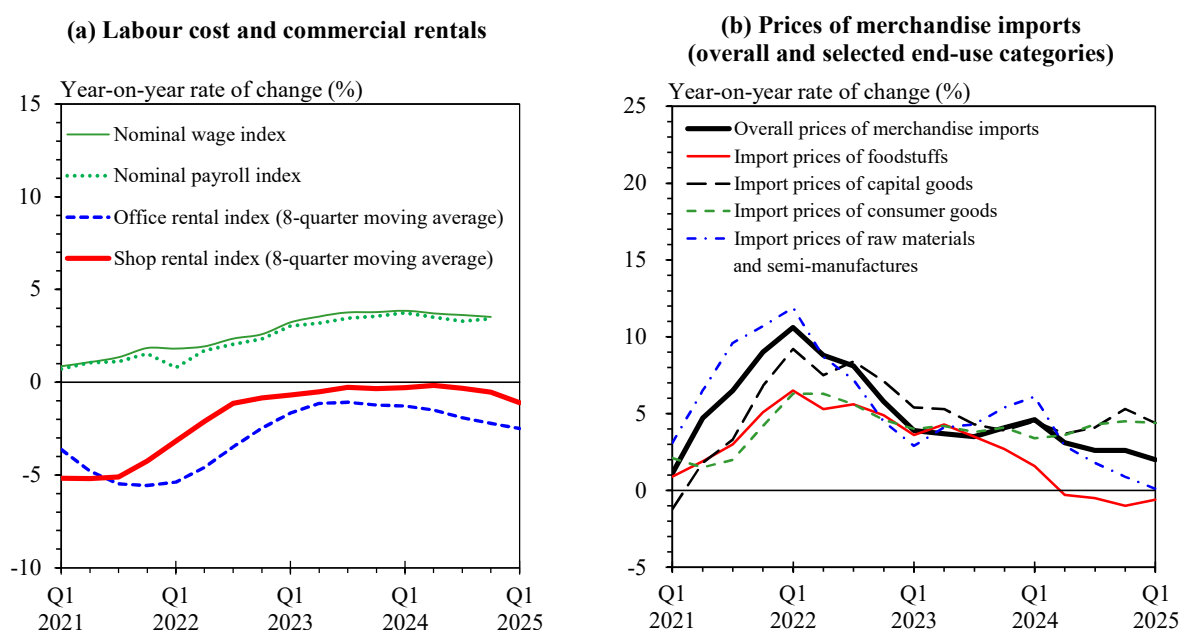 (a) Labour cost and commercial rentals
Year-on-year rate of change (%)
15
10
5
0
-5
-10
Nominal wage index
Nominal payroll index
Office rental index (8-quarter moving average)
Shop rental index (8-quarter moving average)
Q1
2021
Q1
2022
Q1
2023
Q1
2024
Q1
2025
(b) Prices of merchandise imports
(overall and selected end-use categories)
Year-on-year rate of change (%)
25
20
15
10
5
0
-5
Overall prices of merchandise imports
Import prices of foodstuffs
Import prices of capital goods
Import prices of consumer goods
Import prices of raw materials
and semi-manufactures
Q1
2021
Q1
2022
Q1
2023
Q1
2024
Q1
2025